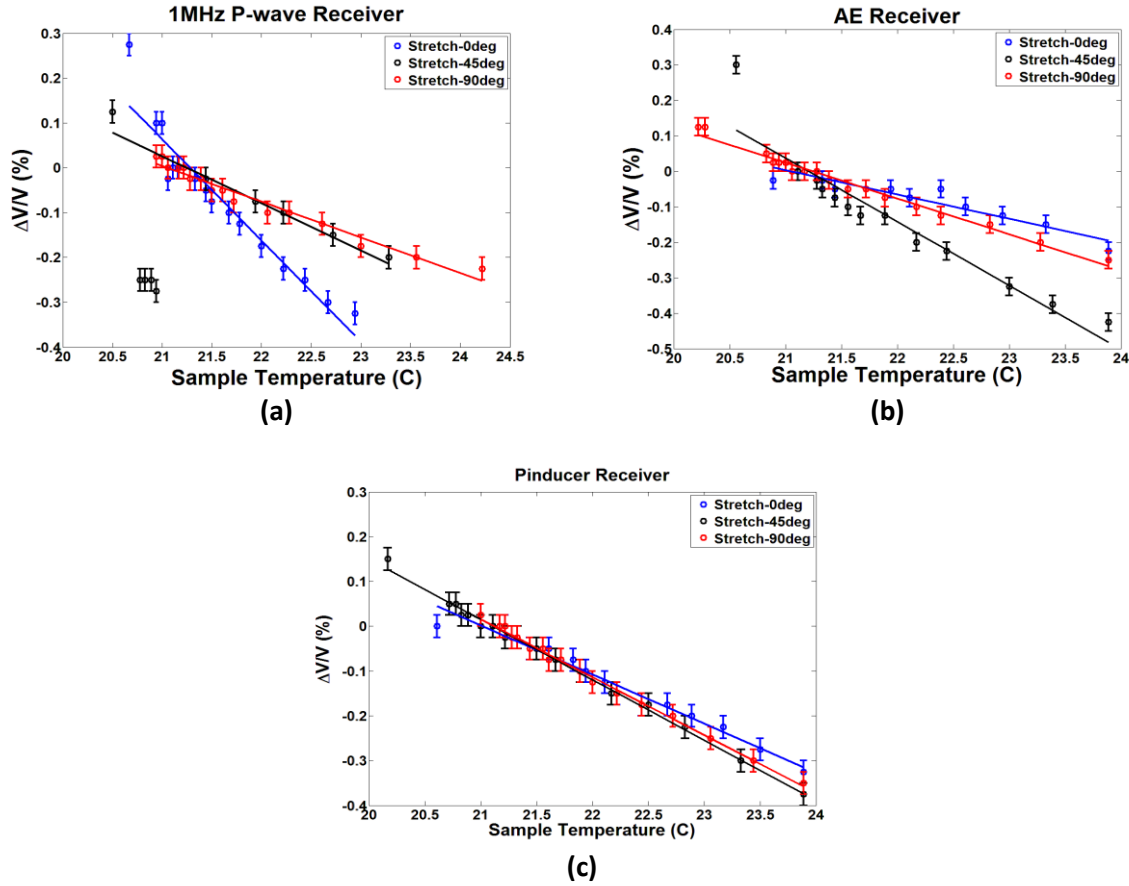 1MHz P-wave Receiver
Stretch-0deg
Stretch-45deg
Stretch-90deg
ΔV/V (%)
0.3
0.2
0.1
0
-0.1
-0.2
-0.3
-0.4
20 20.5 21 21.5 22 22.5 23 23.5 24 24.5
Sample Temperature (C)
(a)
AE Receiver
Stretch-0deg
Stretch-45deg
Stretch-90deg
ΔV/V (%)
0.4
0.3
0.2
0.1
0
-0.1
-0.2
-0.3
-0.4
-0.5
20 20.5 21 21.5 22 22.5 23 23.5 24
Sample Temperature (C)
(b)
Pinducer Receiver
Stretch-0deg
Stretch-45deg
Stretch-90deg
ΔV/V (%)
0.3
0.2
0.1
0
-0.1
-0.2
-0.3
-0.4
20 20.5 21 21.5 22 22.5 23 23.5 24
Sample Temperature (C)
(c)